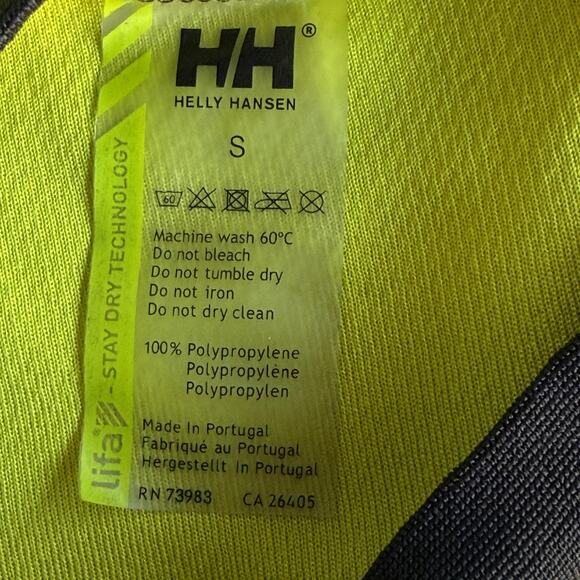 HH®
HELLY HANSEN
S
60
Machine wash 60°C
Do not bleach
Do not tumble dry
Do not iron
Do not dry clean
100% Polypropylene
Polypropylène
Polypropylen
Made In Portugal
Fabriqué au Portugal
Hergestellt In Portugal
RN 73983 CA 26405
lifa® - STAY DRY TECHNOLOGY